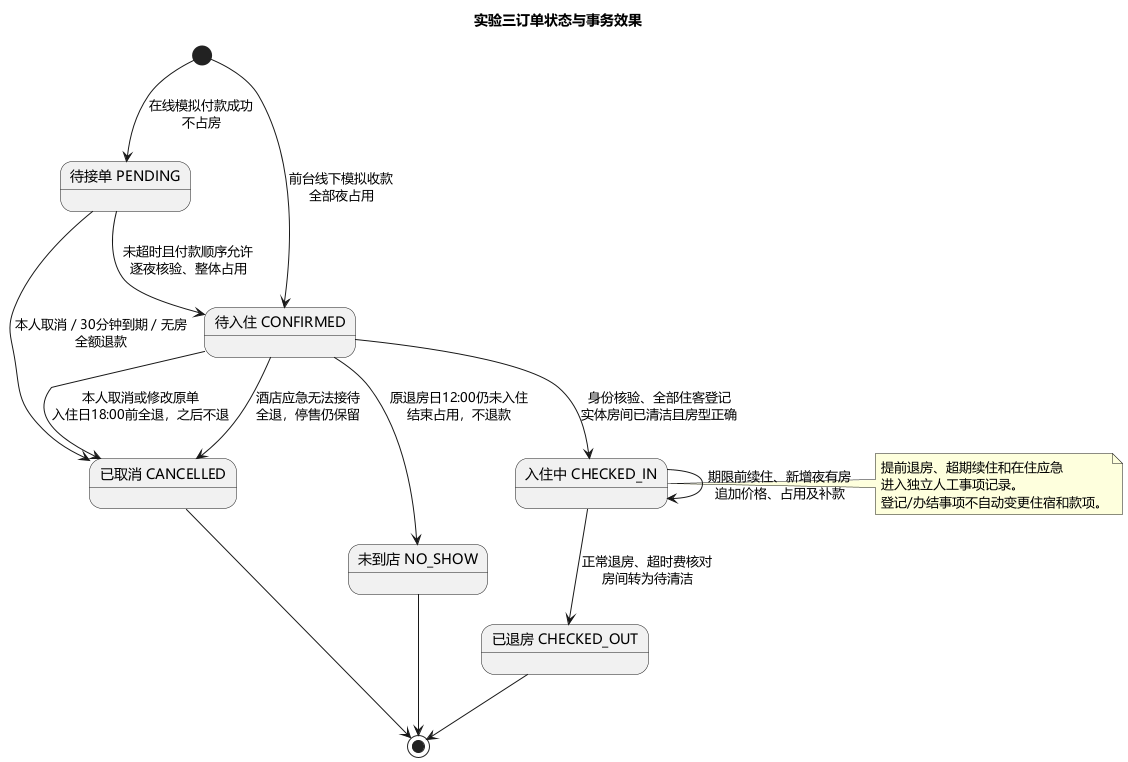 实验三订单状态与事务效果
在线模拟付款成功
不占房
待接单 PENDING
前台线下模拟收款
全部夜占用
未超时且付款顺序允许
逐夜核验、整体占用
本人取消 / 30分钟到期 / 无房
全额退款
待入住 CONFIRMED
本人取消或修改原单
入住日18:00前全退，之后不退
酒店应急无法接待
全退，停售仍保留
原退房日12:00仍未入住
结束占用，不退款
身份核验、全部住客登记
实体房间已清洁且房型正确
已取消 CANCELLED
入住中 CHECKED_IN
期限前续住、新增夜有房
追加价格、占用及补款
提前退房、超期续住和在住应急
进入独立人工事项记录。
登记/办结事项不自动变更住宿和款项。
未到店 NO_SHOW
正常退房、超时费核对
房间转为待清洁
已退房 CHECKED_OUT